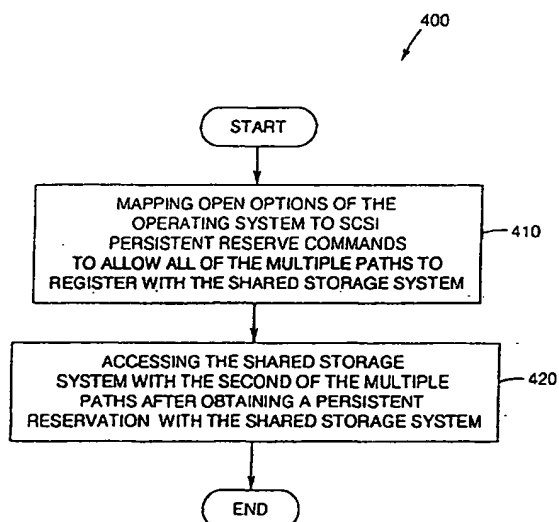 400
START
MAPPING OPEN OPTIONS OF THE
OPERATING SYSTEM TO SCSI
PERSISTENT RESERVE COMMANDS
TO ALLOW ALL OF THE MULTIPLE PATHS TO
REGISTER WITH THE SHARED STORAGE SYSTEM
410
ACCESSING THE SHARED STORAGE
SYSTEM WITH THE SECOND OF THE MULTIPLE
PATHS AFTER OBTAINING A PERSISTENT
RESERVATION WITH THE SHARED STORAGE SYSTEM
420
END